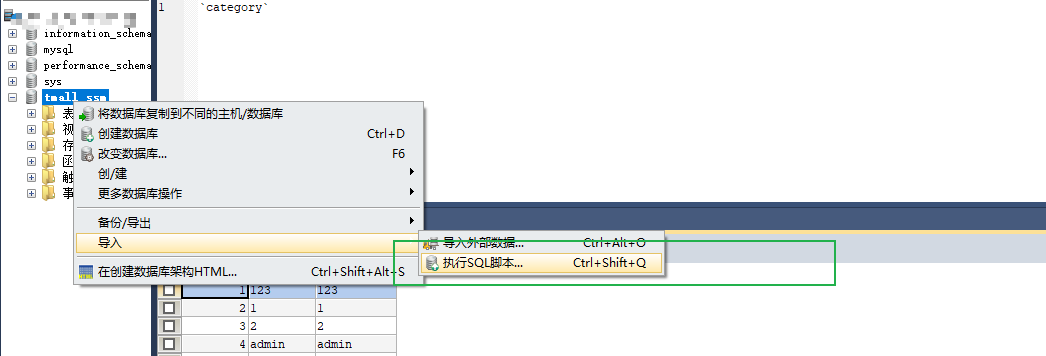 1 `category`
information_schema
mysql
performance_schema
sys
tmall_ssm
表
视
存
函
触
事
将数据库复制到不同的主机/数据库
创建数据库 Ctrl+D
改变数据库... F6
创/建
更多数据库操作
备份/导出
导入
在创建数据库架构HTML... Ctrl+Shift+Alt+S
导入外部数据... Ctrl+Alt+O
执行SQL脚本... Ctrl+Shift+Q
1 123 123
2 1 1
3 2 2
4 admin admin